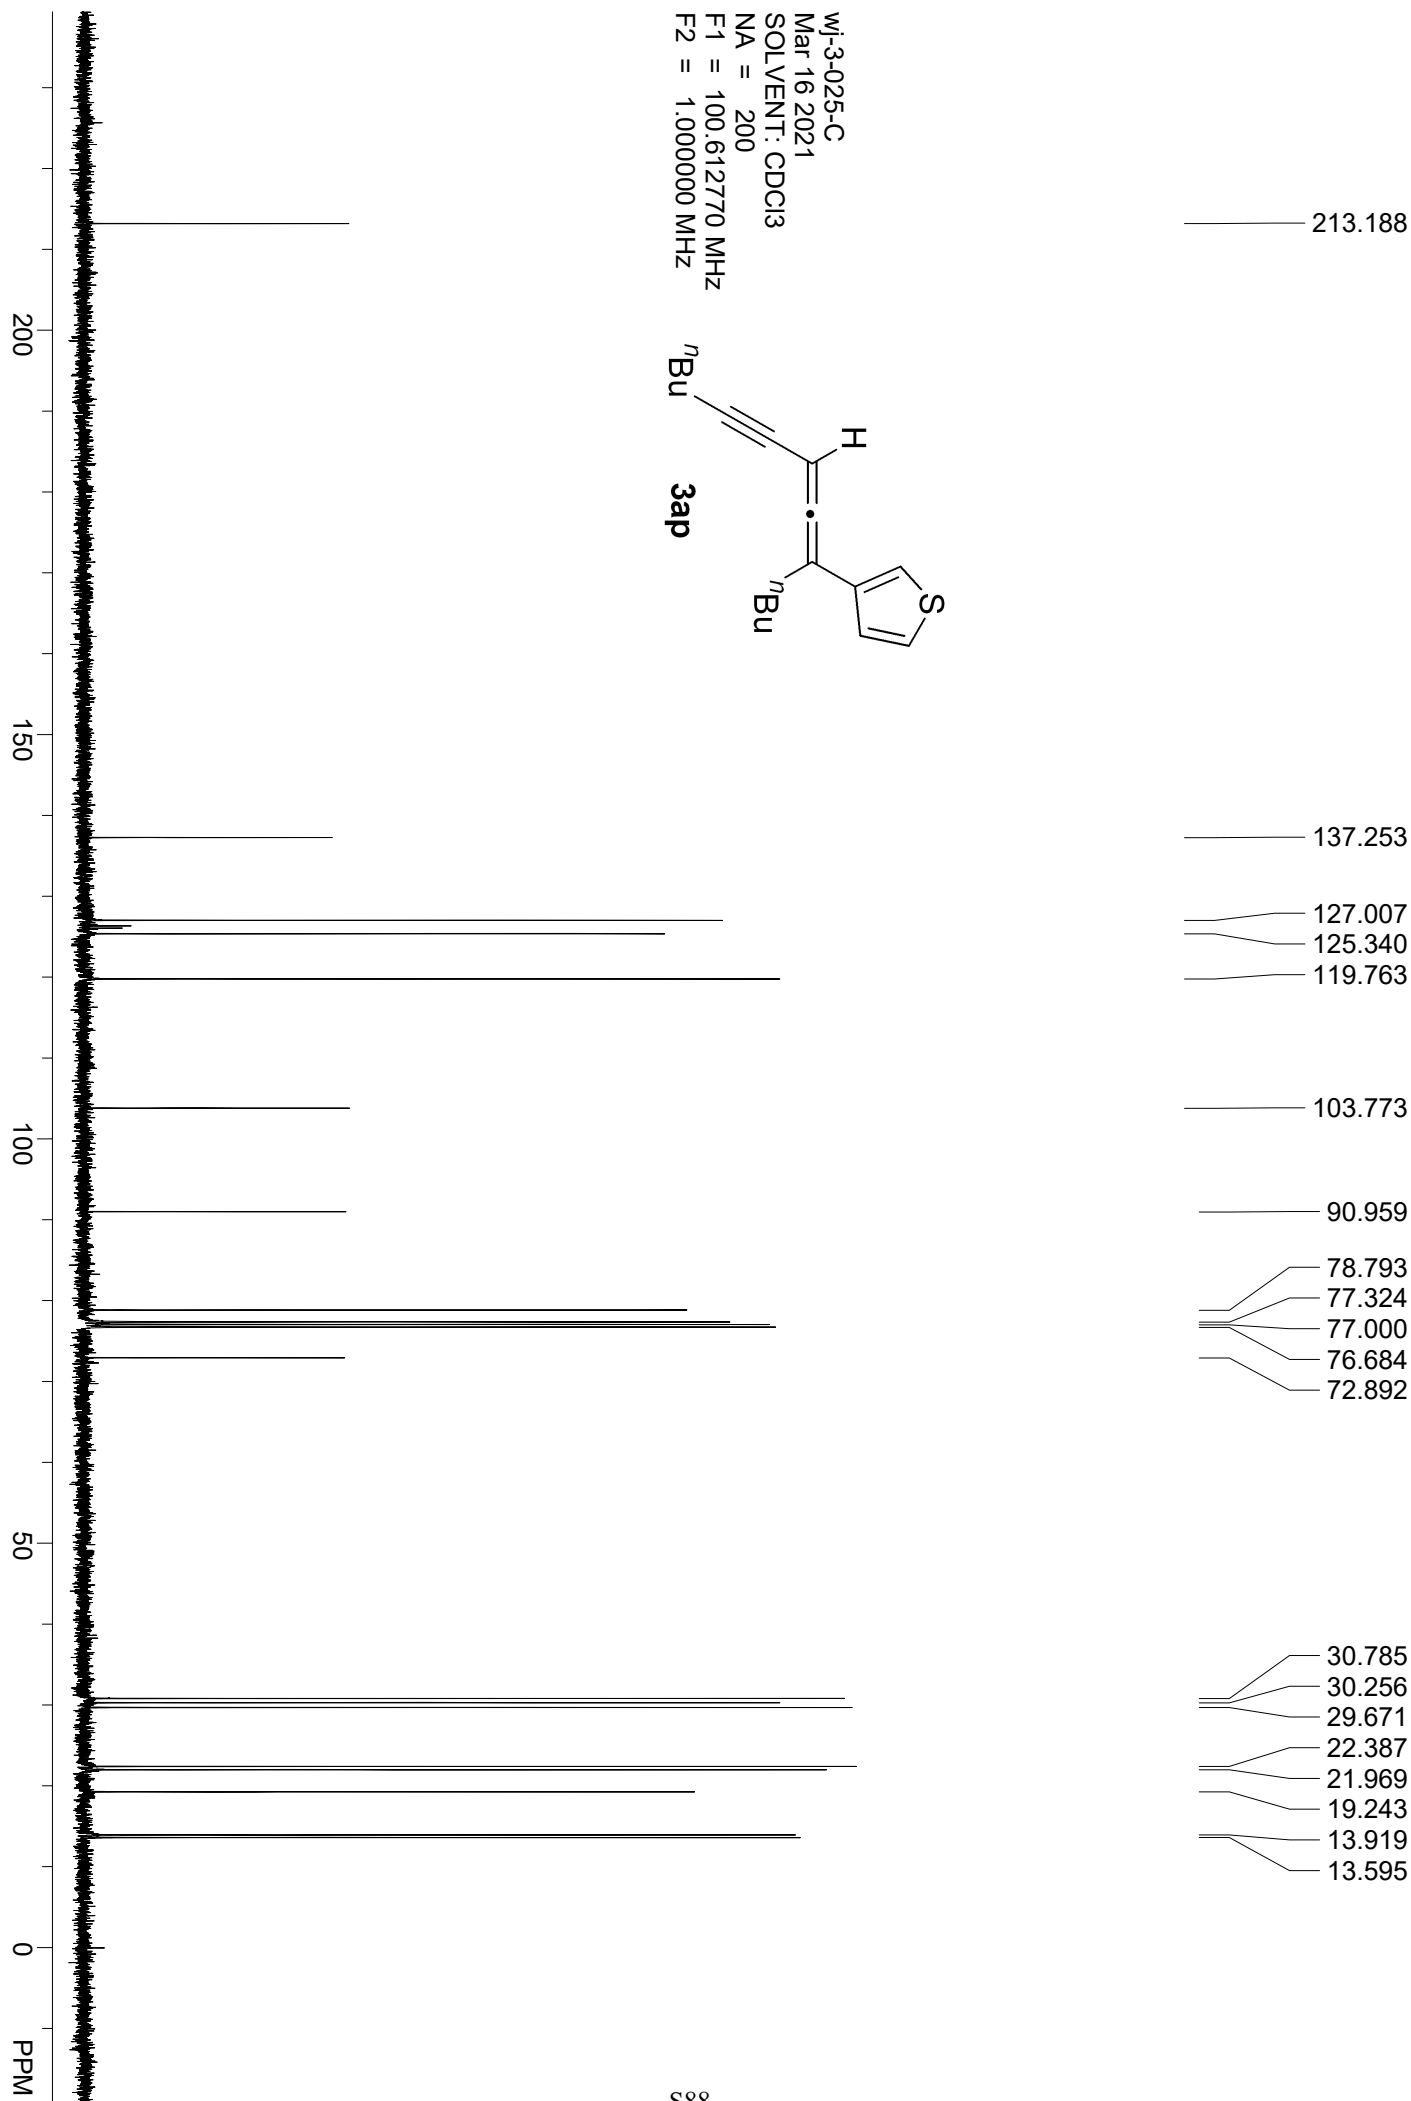 wj-3-025-C
Mar 16 2021
SOLVENT: CDCl3
NA = 200
F1 = 100.612770 MHz
F2 = 1.000000 MHz
H
S
nBu
nBu
3ap
213.188
137.253
127.007
125.340
119.763
103.773
90.959
78.793
77.324
77.000
76.684
72.892
30.785
30.256
29.671
22.387
21.969
19.243
13.919
13.595
200
150
100
50
0
PPM
S88